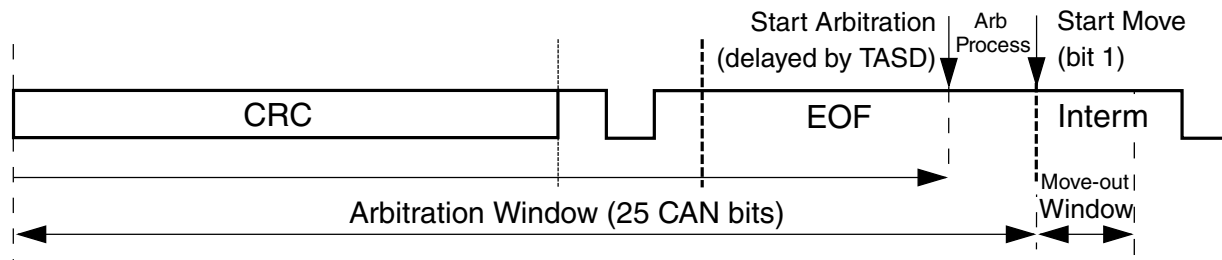 Start Arbitration
(delayed by TASD)
Arb
Process
Start Move
(bit 1)
CRC
EOF
Interm
Arbitration Window (25 CAN bits)
Move-out
Window